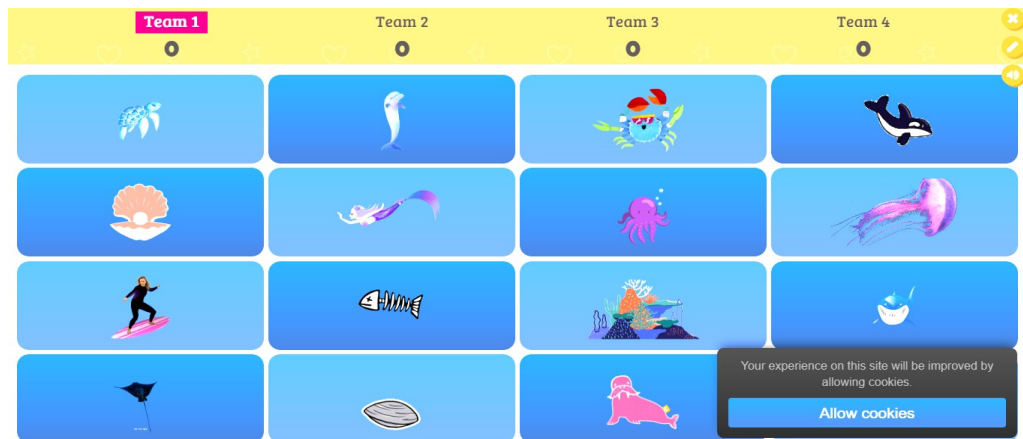 Team 1
Team 2
Team 3
Team 4
0
0
0
0
Your experience on this site will be improved by
allowing cookies.
Allow cookies